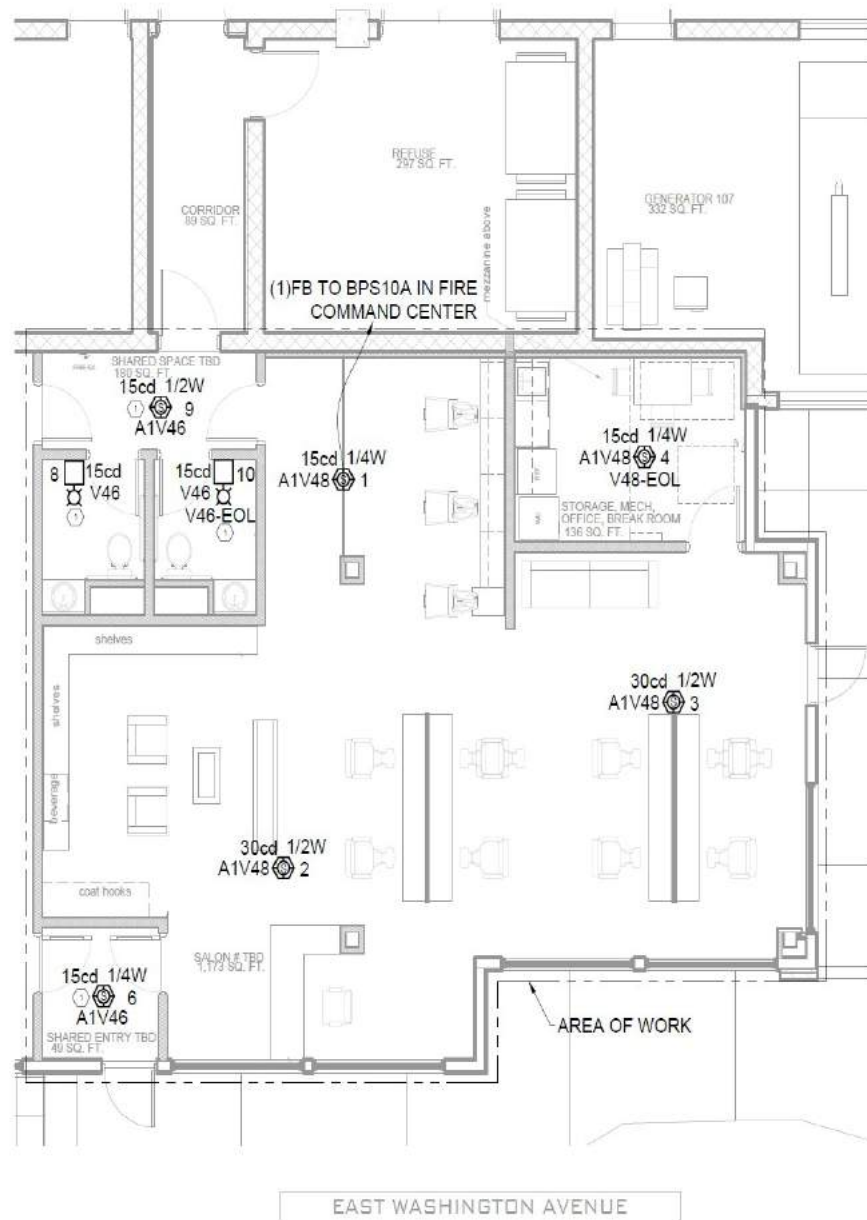 REFUSE
297 SQ. FT.
CORRIDOR
89 SQ. FT.
GENERATOR 107
332 SQ. FT.
mezzanine above
(1)FB TO BPS10A IN FIRE
COMMAND CENTER
SHARED SPACE TBD
180 SQ. FT.
15cd 1/2W
1 S 9
A1V46
8 15cd
V46
1
15cd 10
V46
V46-EOL
1
15cd 1/4W
A1V48 S 1
15cd 1/4W
A1V48 S 4
V48-EOL
STORAGE, MECH,
OFFICE, BREAK ROOM
136 SQ. FT.
shelves
shelves
beverage
coat hooks
30cd 1/2W
A1V48 S 3
30cd 1/2W
A1V48 S 2
SALON # TBD
1,173 SQ. FT.
15cd 1/4W
1 S 6
A1V46
SHARED ENTRY TBD
49 SQ. FT.
AREA OF WORK
EAST WASHINGTON AVENUE